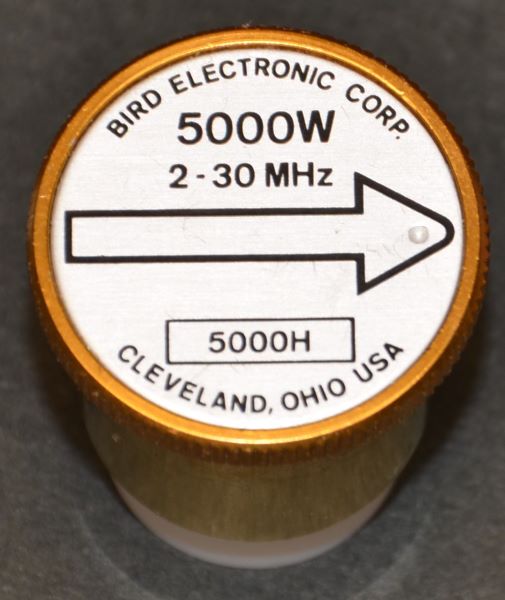 BIRD ELECTRONIC CORP.
5000W
2-30 MHz
5000H
CLEVELAND, OHIO USA